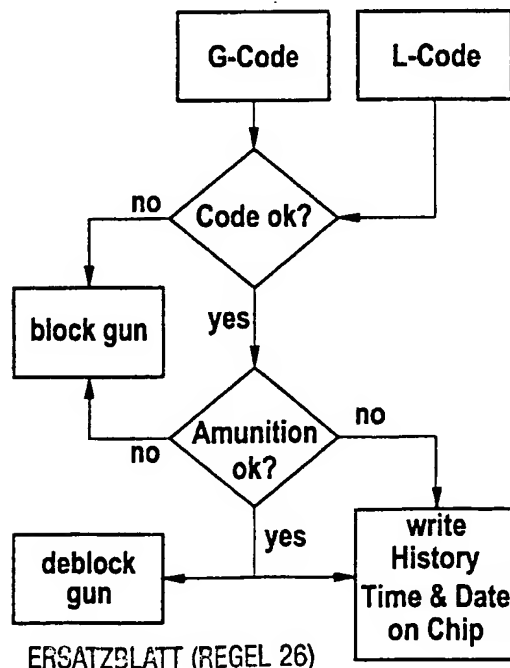 G-Code
L-Code
no
Code ok?
yes
block gun
no
Amunition
ok?
no
yes
deblock
gun
write
History
Time & Date
on Chip
ERSATZBLATT (REGEL 26)